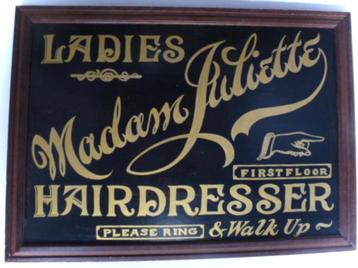 LADIES
Madam Juliette
FIRST FLOOR
HAIRDRESSER
PLEASE RING & Walk Up ~